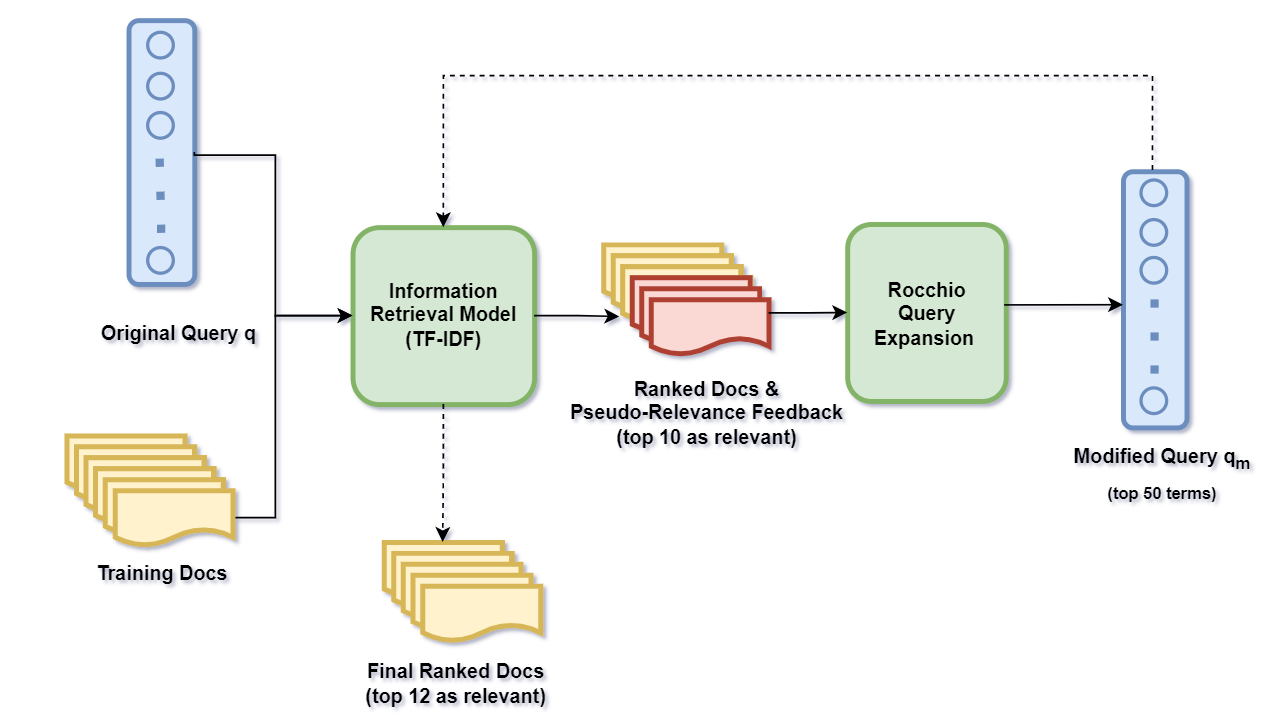 Original Query q
Training Docs
Information
Retrieval Model
(TF-IDF)
Final Ranked Docs
(top 12 as relevant)
Ranked Docs &
Pseudo-Relevance Feedback
(top 10 as relevant)
Rocchio
Query
Expansion
Modified Query qm
(top 50 terms)